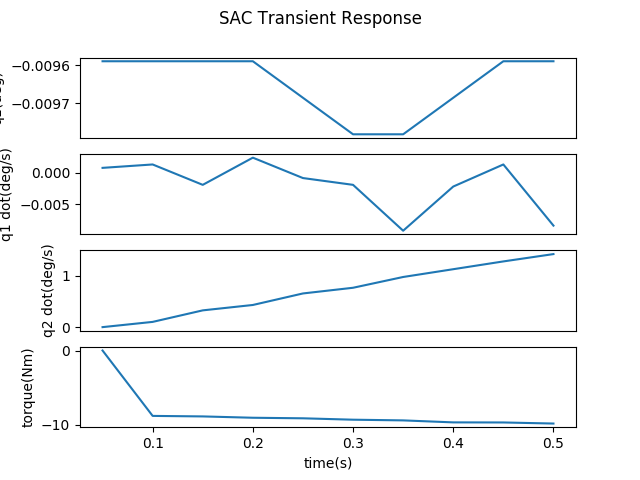 SAC Transient Response
−0.0096
−0.0097
q1 dot(deg/s)
0.000
−0.005
q2 dot(deg/s)
1
0
torque(Nm)
0
−10
0.1 0.2 0.3 0.4 0.5
time(s)